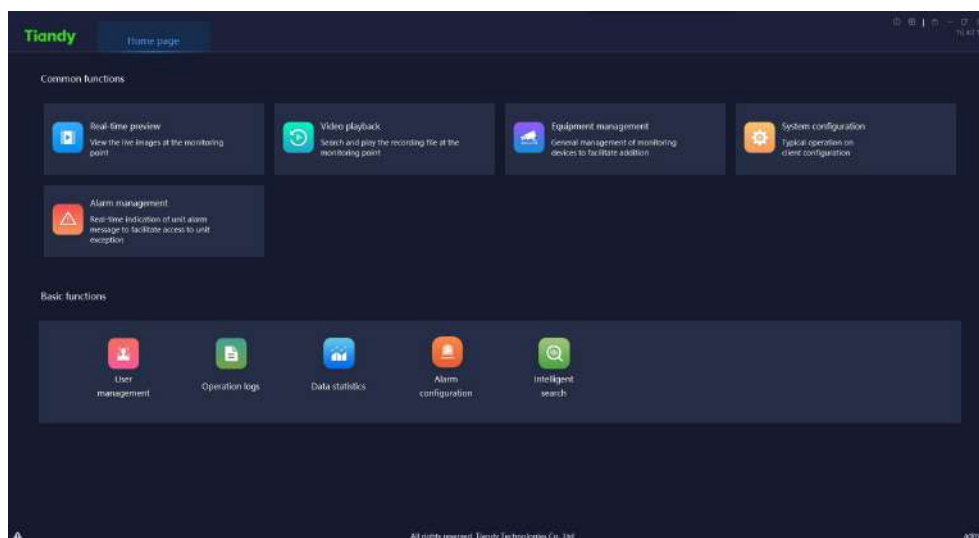 Tiandy
Home page
Common functions
Real-time preview
View the live images at the monitoring
point
Video playback
Search and play the recording file at the
monitoring point
Equipment management
General management of monitoring
devices to facilitate addition
System configuration
Typical operation on
client configuration
Alarm management
Real-time indication of unit alarm
message to facilitate access to unit
exception
Basic functions
User
management
Operation logs
Data statistics
Alarm
configuration
Intelligent
search
All rights reserved. Tiandy Technologies Co., Ltd